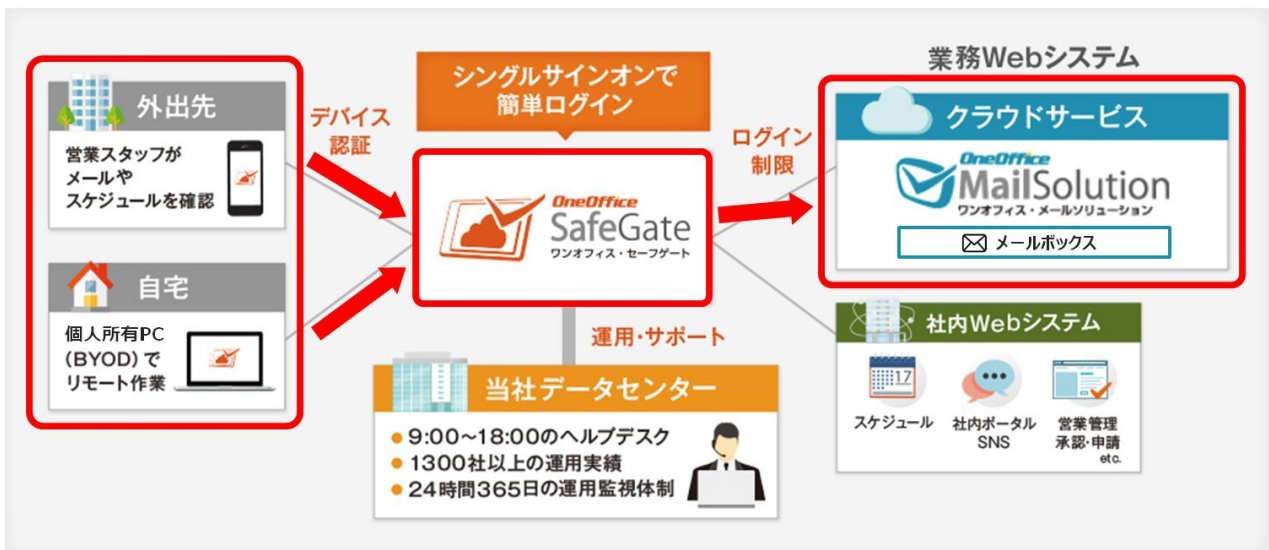 外出先
営業スタッフが
メールや
スケジュールを確認
自宅
個人所有PC
(BYOD)で
リモート作業
デバイス
認証
シングルサインオンで
簡単ログイン
OneOffice
SafeGate
ワンオフィス・セーフゲート
運用・サポート
当社データセンター
● 9:00〜18:00のヘルプデスク
● 1300社以上の運用実績
● 24時間365日の運用監視体制
ログイン
制限
業務Webシステム
クラウドサービス
OneOffice
MailSolution
ワンオフィス・メールソリューション
メールボックス
社内Webシステム
17
スケジュール
社内ポータル
SNS
営業管理
承認・申請
etc.